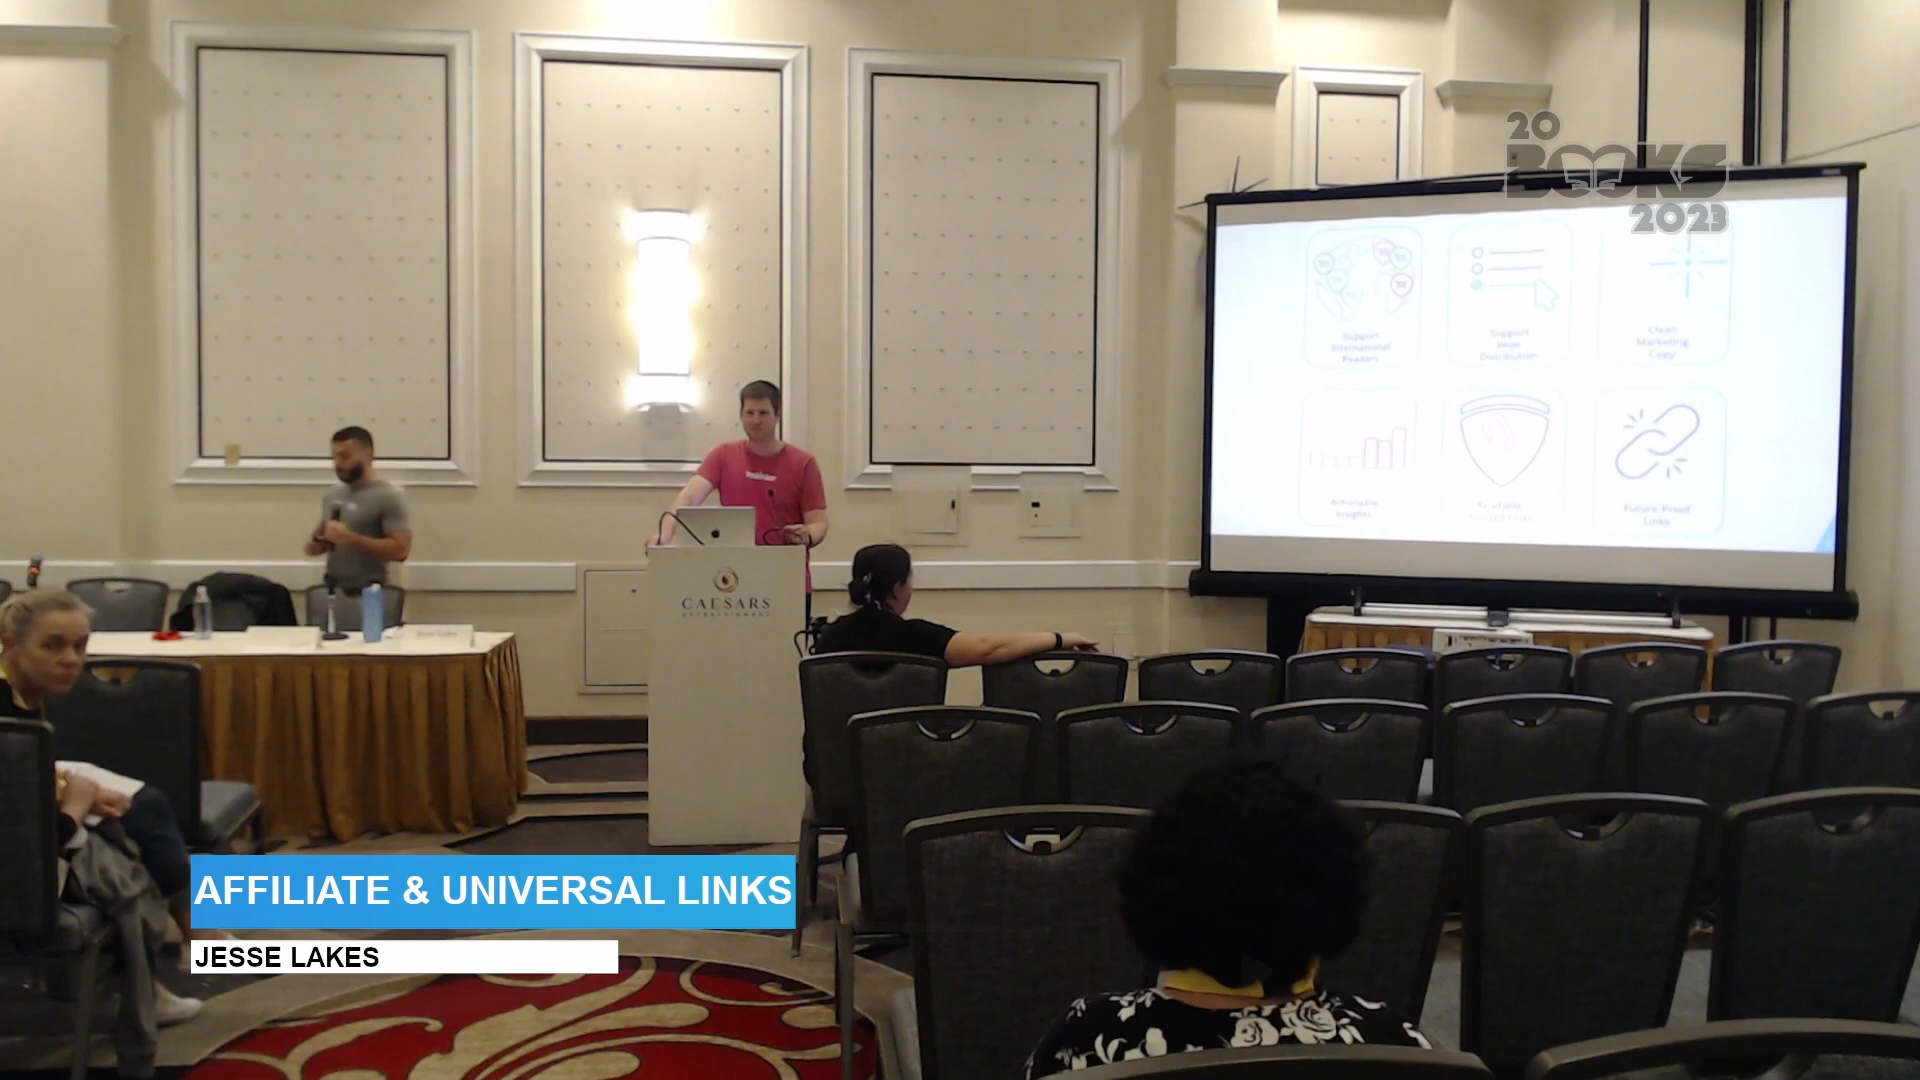 20
BOOKS
2023
Support
International
Readers
Support
Wide
Distribution
Clean
Marketing
Copy
Actionable
Insights
Future-Proof
Links
CAESARS
ENTERTAINMENT
AFFILIATE & UNIVERSAL LINKS
JESSE LAKES